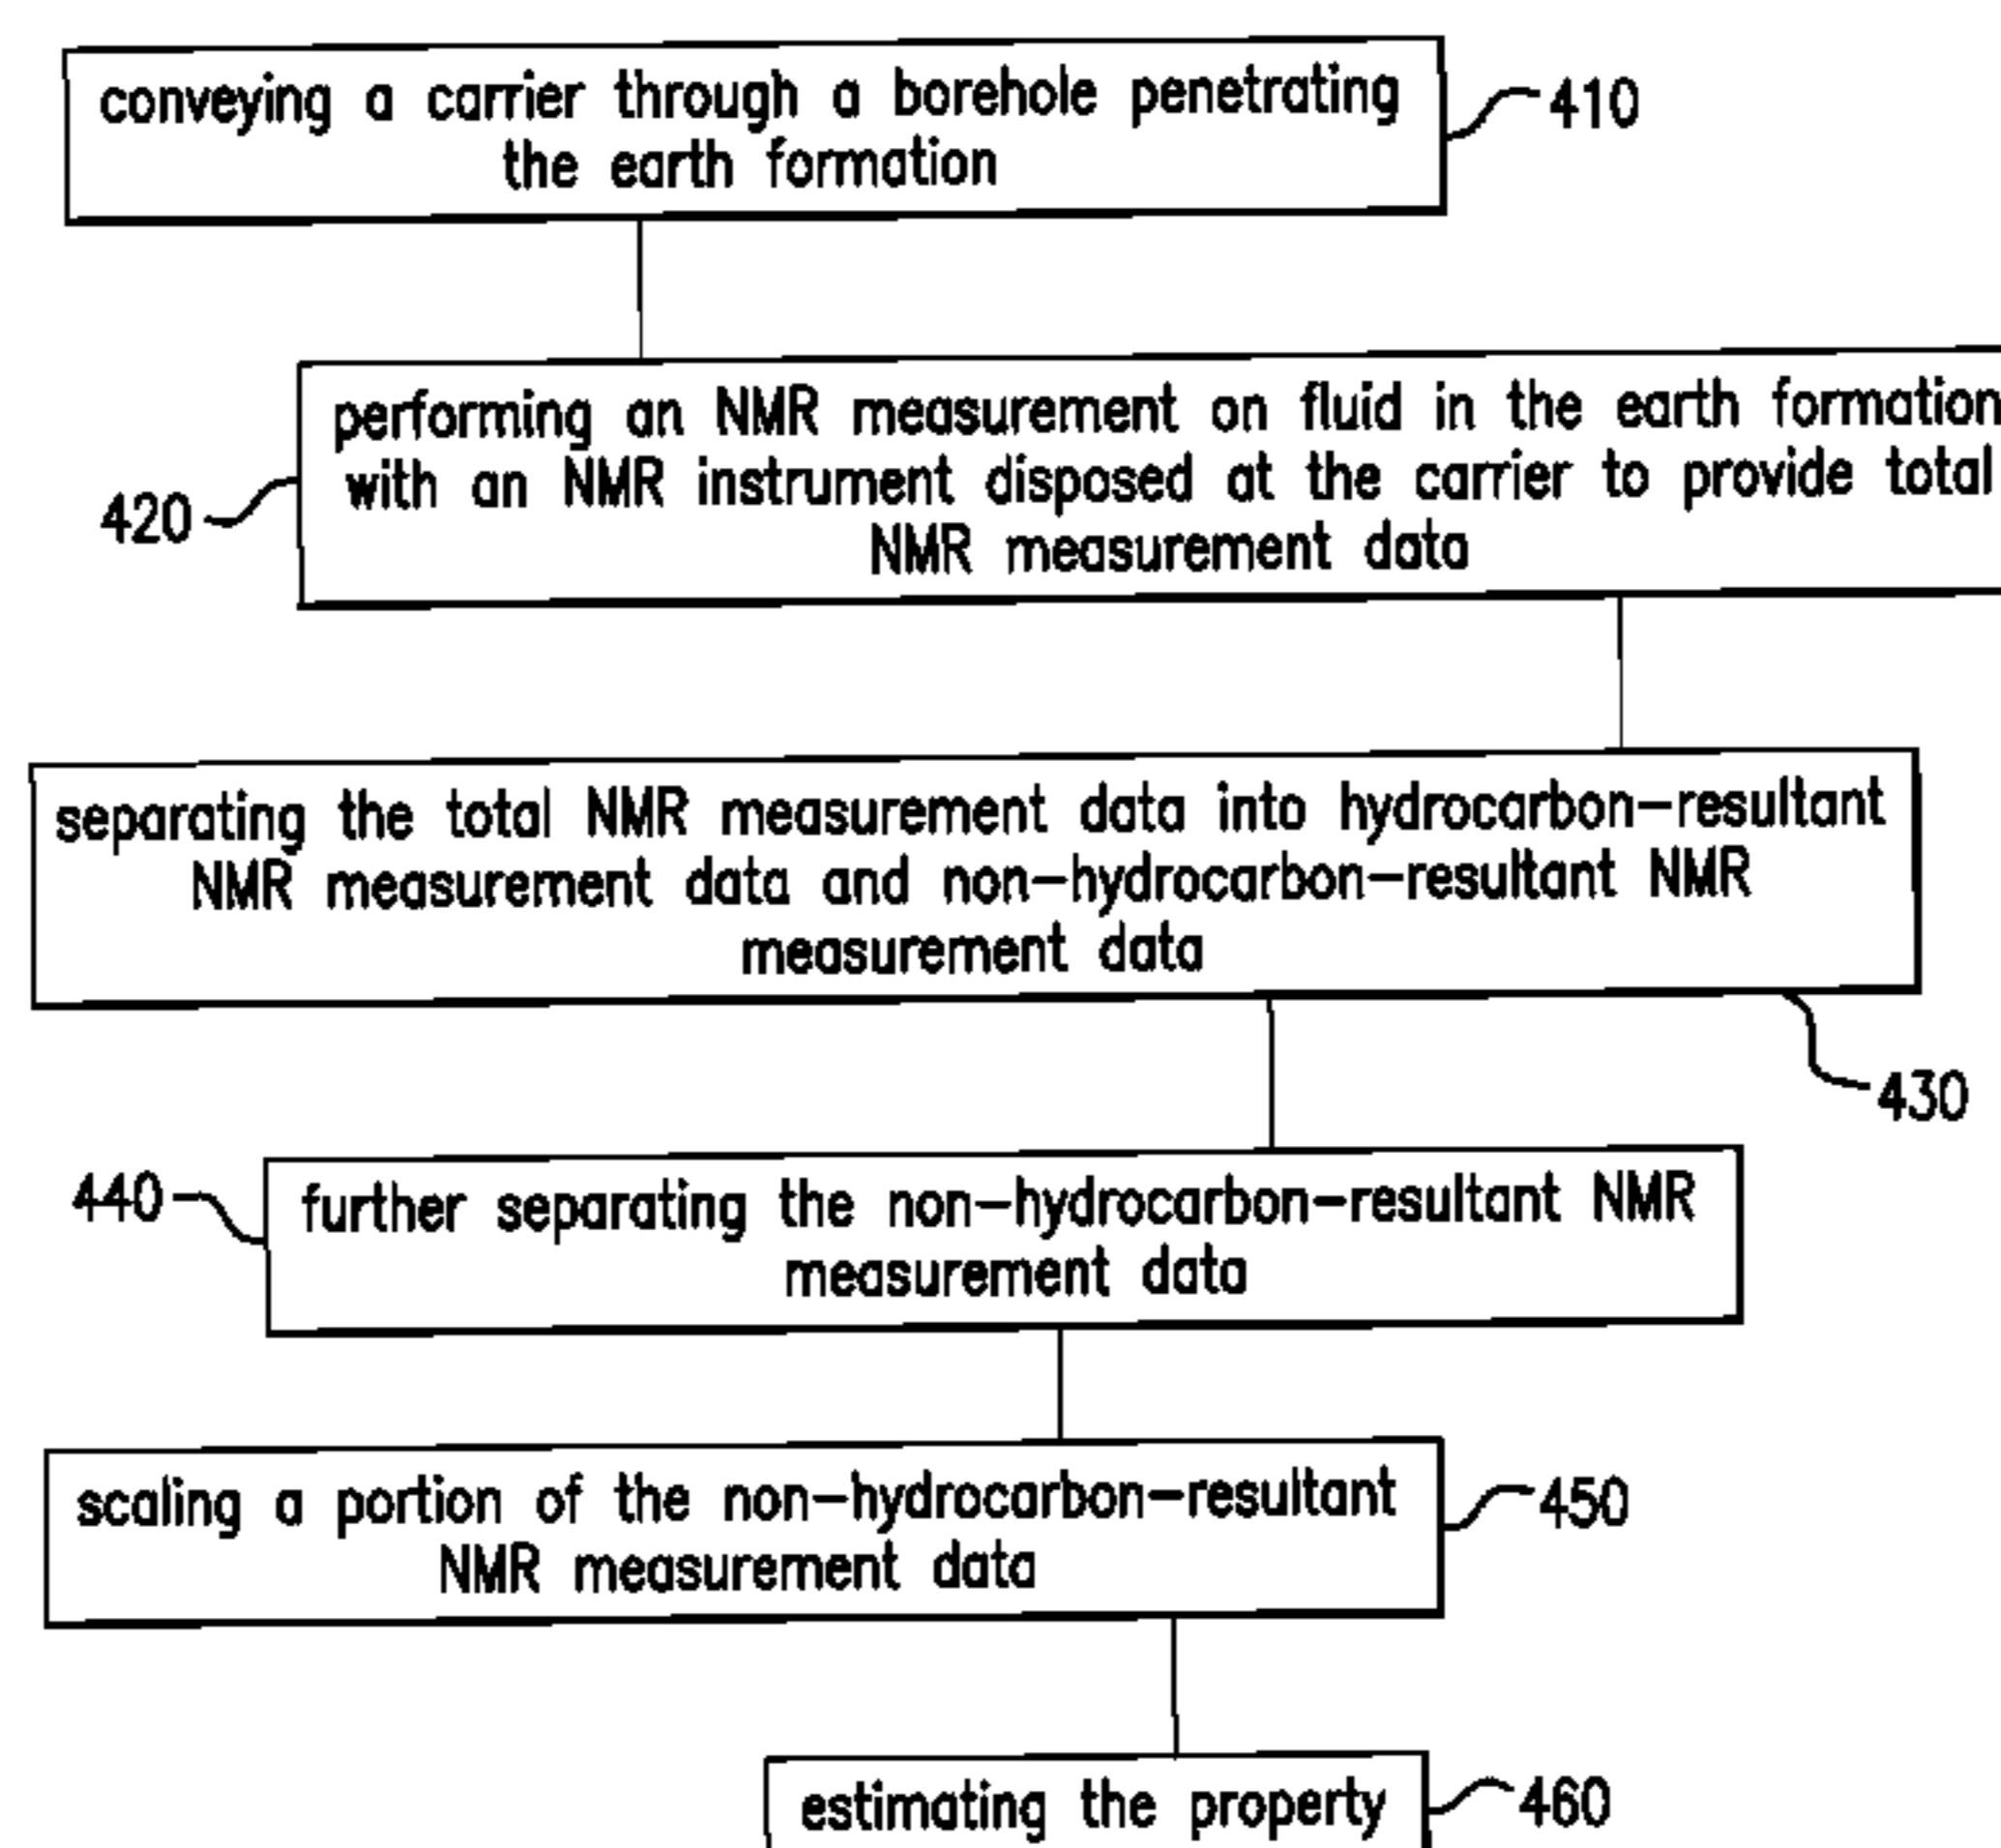 conveying a carrier through a borehole penetrating
the earth formation
410
performing an NMR measurement on fluid in the earth formation
with an NMR instrument disposed at the carrier to provide total
NMR measurement data
420
separating the total NMR measurement data into hydrocarbon-resultant
NMR measurement data and non-hydrocarbon-resultant NMR
measurement data
430
440
further separating the non-hydrocarbon-resultant NMR
measurement data
scaling a portion of the non-hydrocarbon-resultant
NMR measurement data
450
estimating the property
460